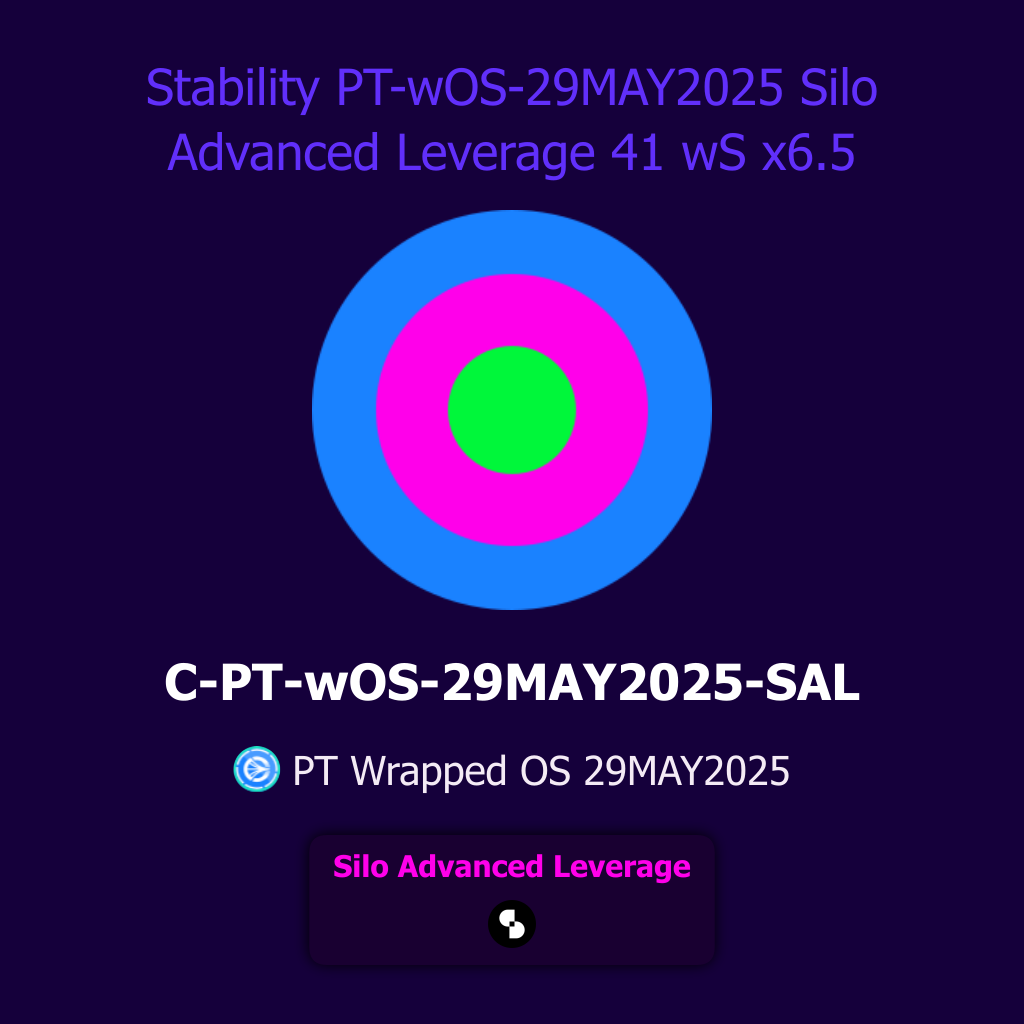 Stability PT-wOS-29MAY2025 Silo
Advanced Leverage 41 wS x6.5
C-PT-wOS-29MAY2025-SAL
PT Wrapped OS 29MAY2025
Silo Advanced Leverage